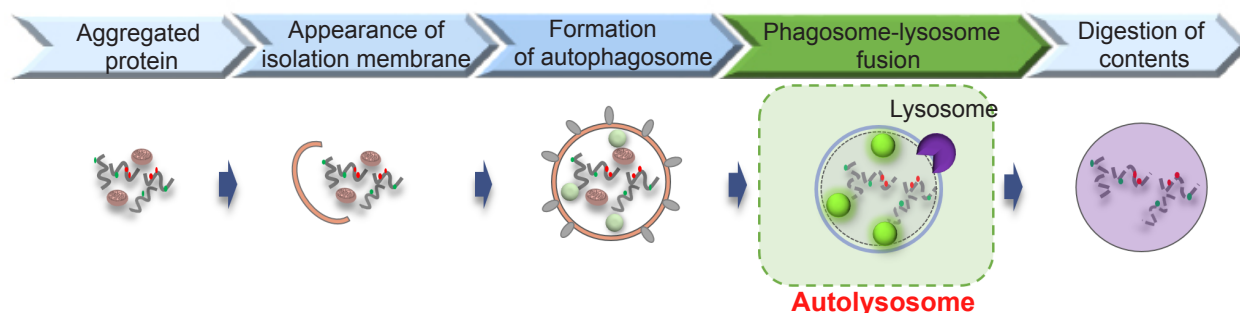 Aggregated
protein
Appearance of
isolation membrane
Formation
of autophagosome
Phagosome-lysosome
fusion
Digestion of
contents
Lysosome
Autolysosome